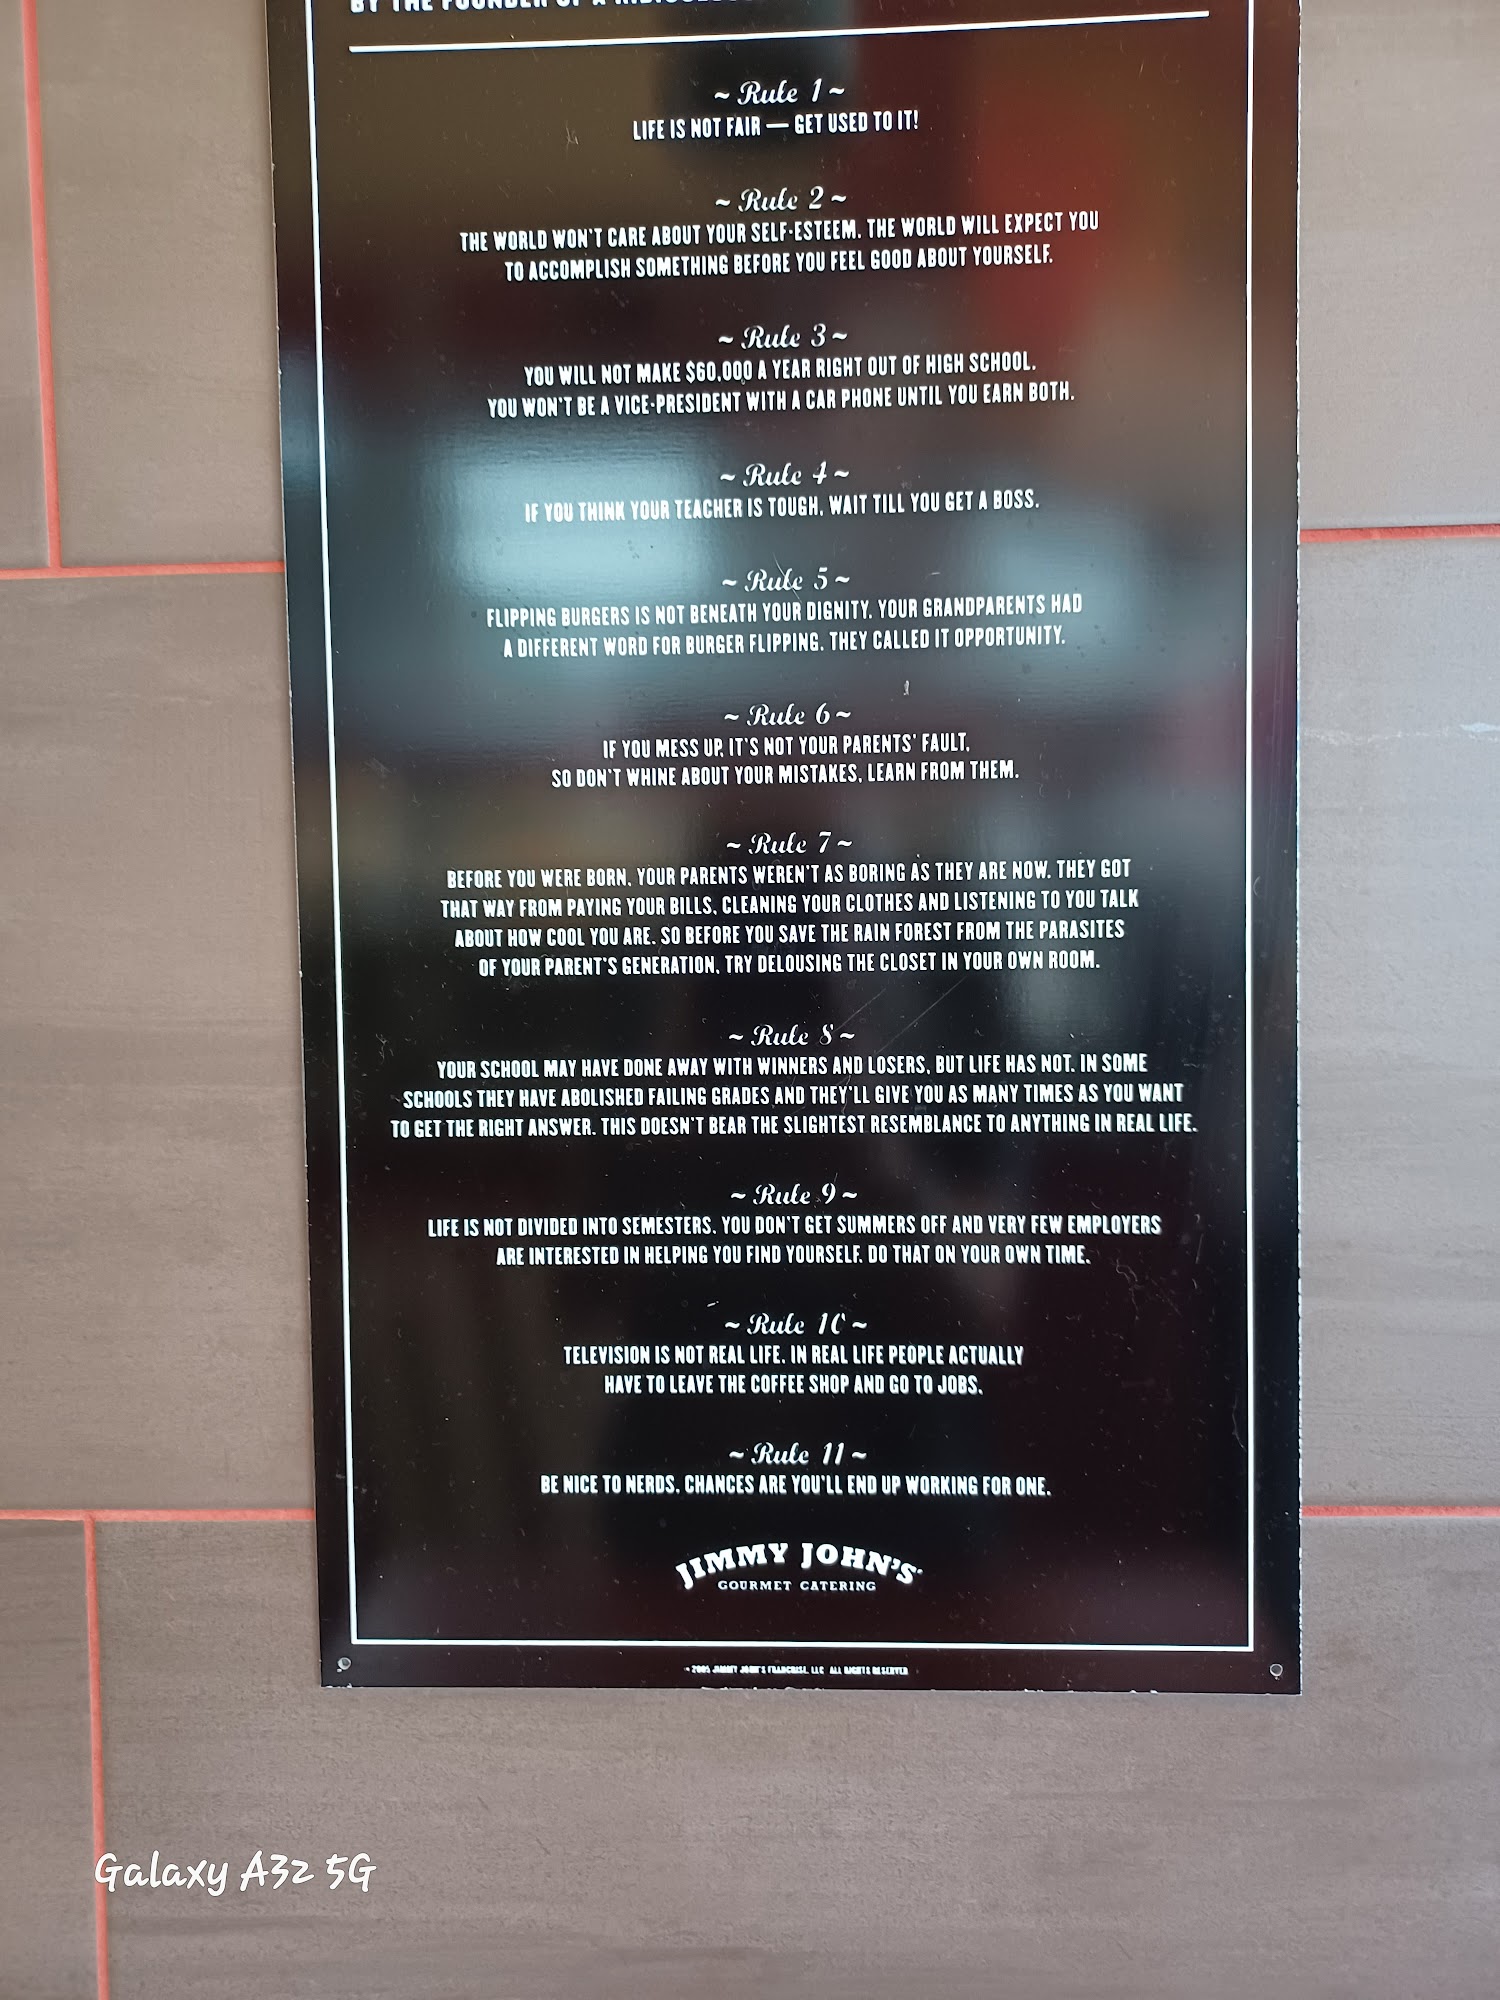 BY THE FOUNDER OF A
~ Rule 1 ~
LIFE IS NOT FAIR — GET USED TO IT!
~ Rule 2 ~
THE WORLD WON'T CARE ABOUT YOUR SELF-ESTEEM. THE WORLD WILL EXPECT YOU
TO ACCOMPLISH SOMETHING BEFORE YOU FEEL GOOD ABOUT YOURSELF.
~ Rule 3 ~
YOU WILL NOT MAKE $60,000 A YEAR RIGHT OUT OF HIGH SCHOOL.
YOU WON'T BE A VICE-PRESIDENT WITH A CAR PHONE UNTIL YOU EARN BOTH.
~ Rule 4 ~
IF YOU THINK YOUR TEACHER IS TOUGH, WAIT TILL YOU GET A BOSS.
~ Rule 5 ~
FLIPPING BURGERS IS NOT BENEATH YOUR DIGNITY. YOUR GRANDPARENTS HAD
A DIFFERENT WORD FOR BURGER FLIPPING. THEY CALLED IT OPPORTUNITY.
~ Rule 6 ~
IF YOU MESS UP, IT'S NOT YOUR PARENTS' FAULT,
SO DON'T WHINE ABOUT YOUR MISTAKES, LEARN FROM THEM.
~ Rule 7 ~
BEFORE YOU WERE BORN, YOUR PARENTS WEREN'T AS BORING AS THEY ARE NOW. THEY GOT
THAT WAY FROM PAYING YOUR BILLS, CLEANING YOUR CLOTHES AND LISTENING TO YOU TALK
ABOUT HOW COOL YOU ARE. SO BEFORE YOU SAVE THE RAIN FOREST FROM THE PARASITES
OF YOUR PARENT'S GENERATION, TRY DELOUSING THE CLOSET IN YOUR OWN ROOM.
~ Rule 8 ~
YOUR SCHOOL MAY HAVE DONE AWAY WITH WINNERS AND LOSERS, BUT LIFE HAS NOT. IN SOME
SCHOOLS THEY HAVE ABOLISHED FAILING GRADES AND THEY'LL GIVE YOU AS MANY TIMES AS YOU WANT
TO GET THE RIGHT ANSWER. THIS DOESN'T BEAR THE SLIGHTEST RESEMBLANCE TO ANYTHING IN REAL LIFE.
~ Rule 9 ~
LIFE IS NOT DIVIDED INTO SEMESTERS. YOU DON'T GET SUMMERS OFF AND VERY FEW EMPLOYERS
ARE INTERESTED IN HELPING YOU FIND YOURSELF. DO THAT ON YOUR OWN TIME.
~ Rule 10 ~
TELEVISION IS NOT REAL LIFE. IN REAL LIFE PEOPLE ACTUALLY
HAVE TO LEAVE THE COFFEE SHOP AND GO TO JOBS.
~ Rule 11 ~
BE NICE TO NERDS. CHANCES ARE YOU'LL END UP WORKING FOR ONE.
JIMMY JOHN'S
GOURMET CATERING
JIMMY JOHN'S FRANCHISE, LLC ALL RIGHTS RESERVED
Galaxy A32 5G